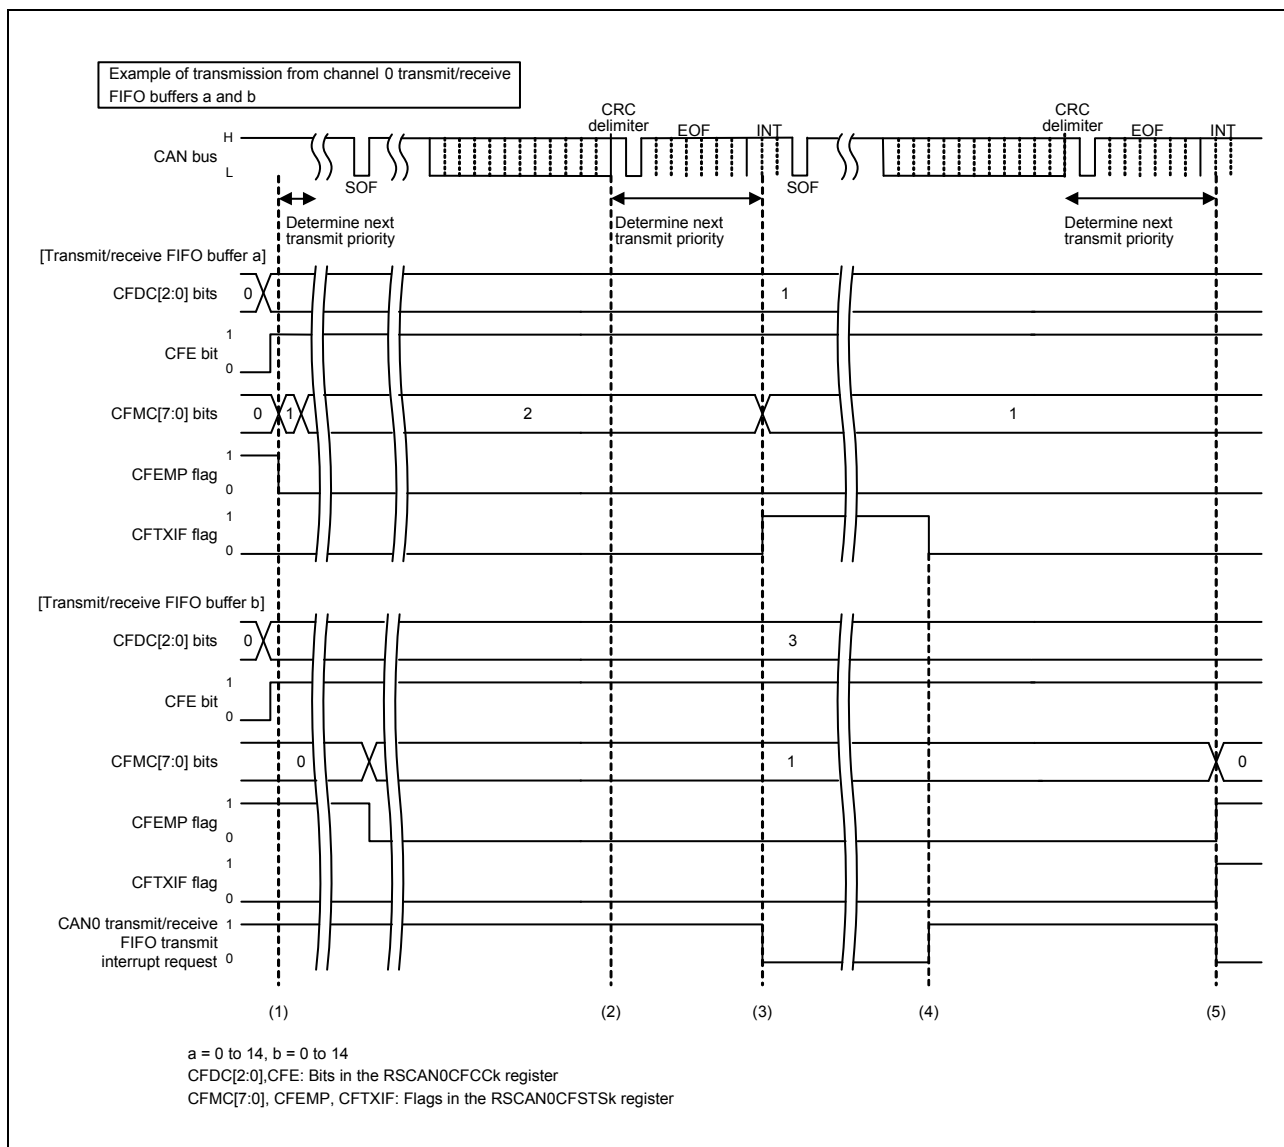 Example of transmission from channel 0 transmit/receive
FIFO buffers a and b
CRC
delimiter
EOF
INT
CRC
delimiter
EOF
INT
H
CAN bus
L
SOF
SOF
Determine next
transmit priority
Determine next
transmit priority
Determine next
transmit priority
[Transmit/receive FIFO buffer a]
CFDC[2:0] bits
0
1
1
CFE bit
0
CFMC[7:0] bits
0
1
2
1
1
CFEMP flag
0
1
CFTXIF flag
0
[Transmit/receive FIFO buffer b]
CFDC[2:0] bits
0
3
1
CFE bit
0
CFMC[7:0] bits
0
1
0
1
CFEMP flag
0
1
CFTXIF flag
0
CAN0 transmit/receive 1
FIFO transmit
interrupt request 0
(1)
(2)
(3)
(4)
(5)
a = 0 to 14, b = 0 to 14
CFDC[2:0],CFE: Bits in the RSCAN0CFCCk register
CFMC[7:0], CFEMP, CFTXIF: Flags in the RSCAN0CFSTSk register